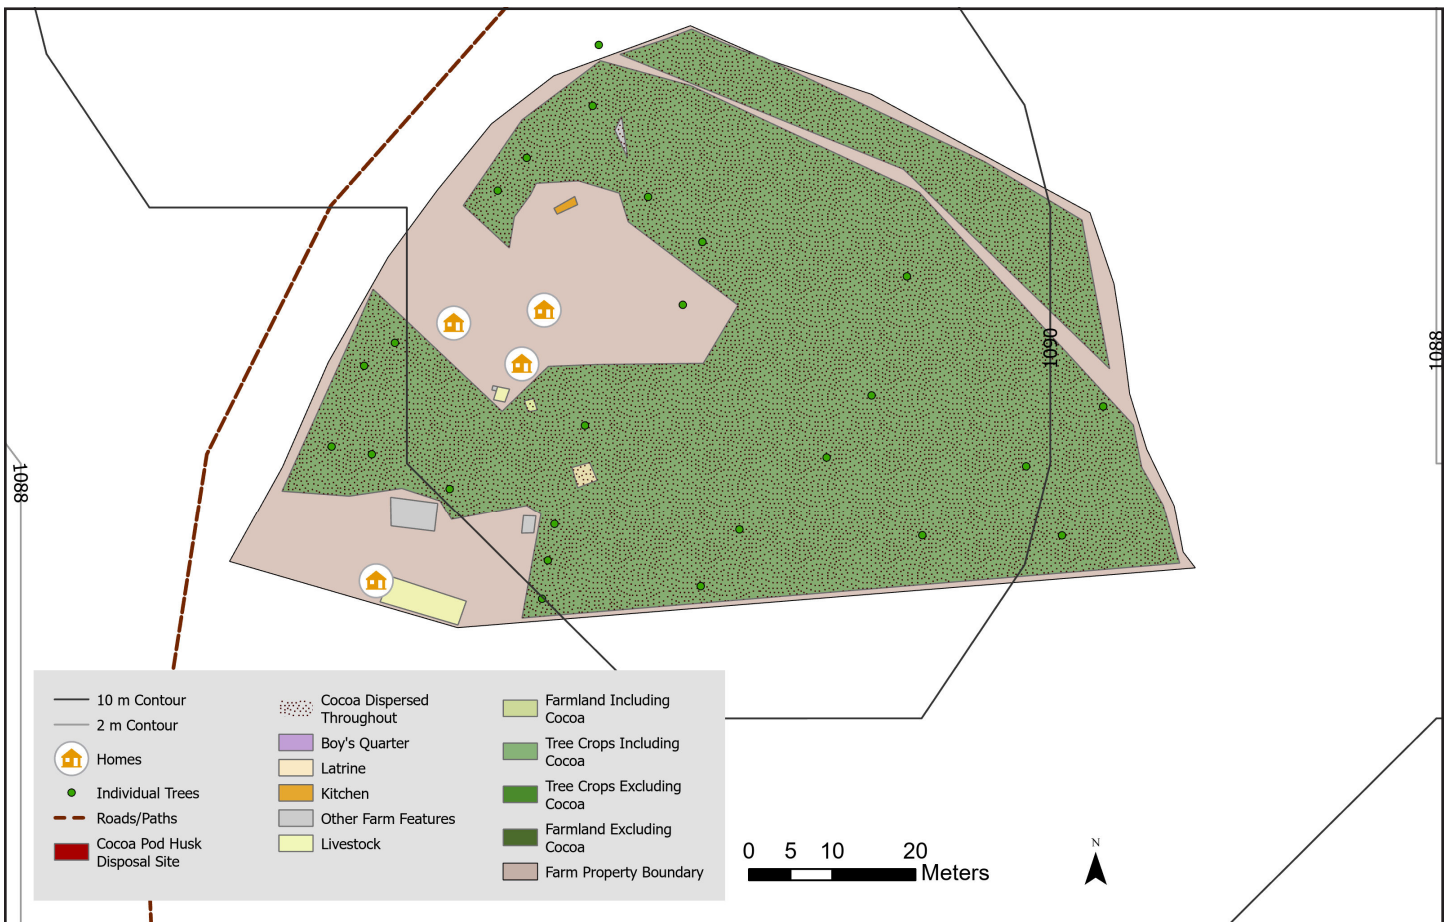 1090
1088
1088
10 m Contour
2 m Contour
Homes
Individual Trees
Roads/Paths
Cocoa Pod Husk
Disposal Site
Cocoa Dispersed
Throughout
Boy's Quarter
Latrine
Kitchen
Other Farm Features
Livestock
Farmland Including
Cocoa
Tree Crops Including
Cocoa
Tree Crops Excluding
Cocoa
Farmland Excluding
Cocoa
Farm Property Boundary
0 5 10 20
Meters
N